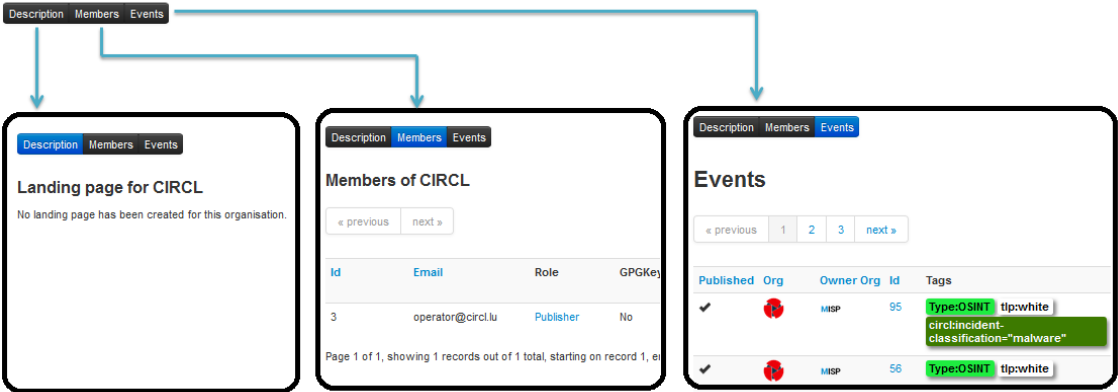 Description Members Events
Description Members Events
Landing page for CIRCL
No landing page has been created for this organisation.
Description Members Events
Members of CIRCL
« previous next »
Id Email Role GPGKey
3 operator@circl.lu Publisher No
Page 1 of 1, showing 1 records out of 1 total, starting on record 1, e
Description Members Events
Events
« previous 1 2 3 next »
Published Org Owner Org Id Tags
MISP 95 Type:OSINT tlp:white
circl:incident-
classification="malware"
MISP 56 Type:OSINT tlp:white